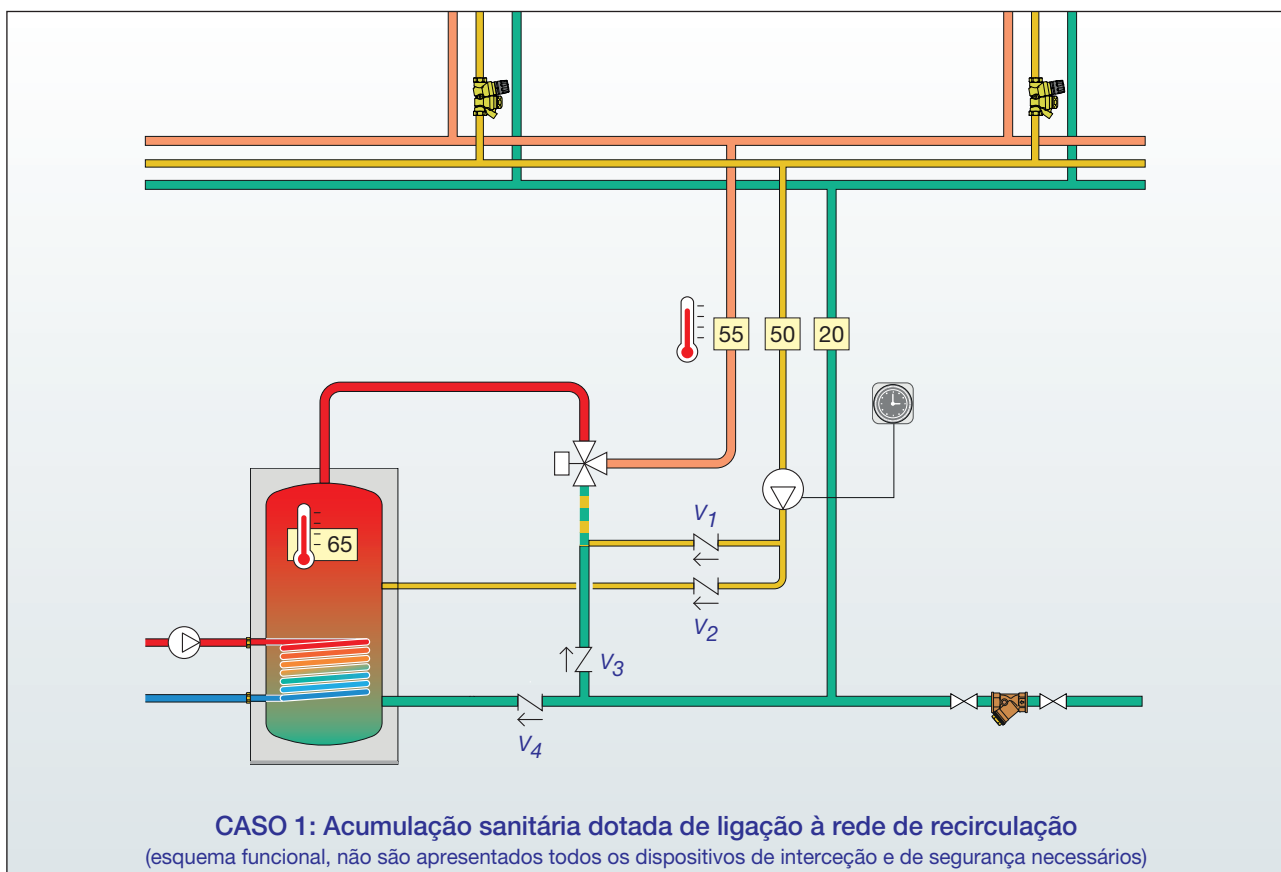 55
50
20
65
V1
V2
V3
V4
CASO 1: Acumulação sanitária dotada de ligação à rede de recirculação
(esquema funcional, não são apresentados todos os dispositivos de interceção e de segurança necessários)